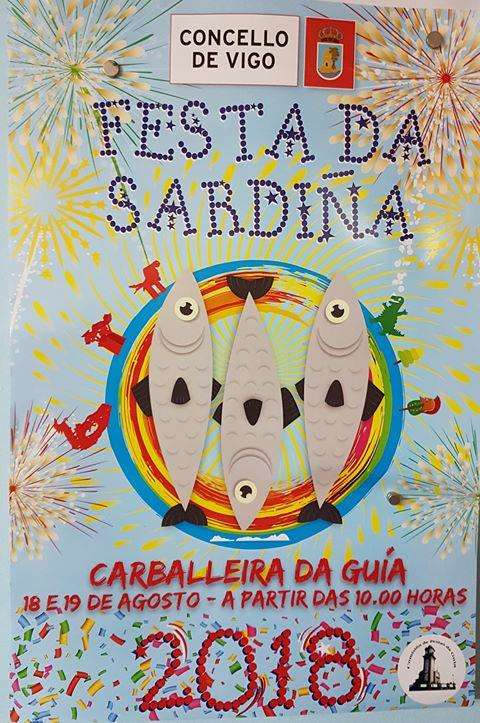 CONCELLO
DE VIGO
FESTA DA
SARDIÑA
CARBALLEIRA DA GUÍA
18 E 19 DE AGOSTO - A PARTIR DAS 10.00 HORAS
2018